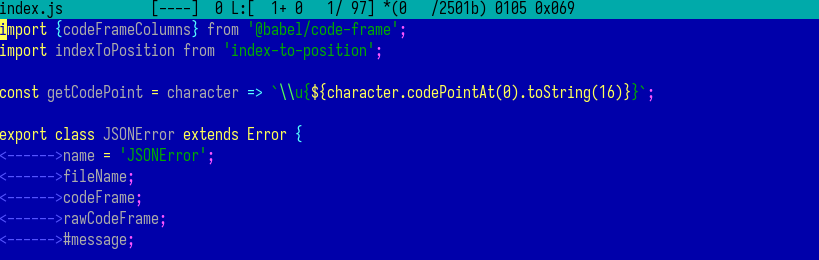 index.js           [----]  0 L:[  1+ 0   1/ 97] *(0   /2501b) 0105 0x069
import {codeFrameColumns} from '@babel/code-frame';
import indexToPosition from 'index-to-position';

const getCodePoint = character => `\\u{${character.codePointAt(0).toString(16)}}`;

export class JSONError extends Error {
<------>name = 'JSONError';
<------>fileName;
<------>codeFrame;
<------>rawCodeFrame;
<------>#message;